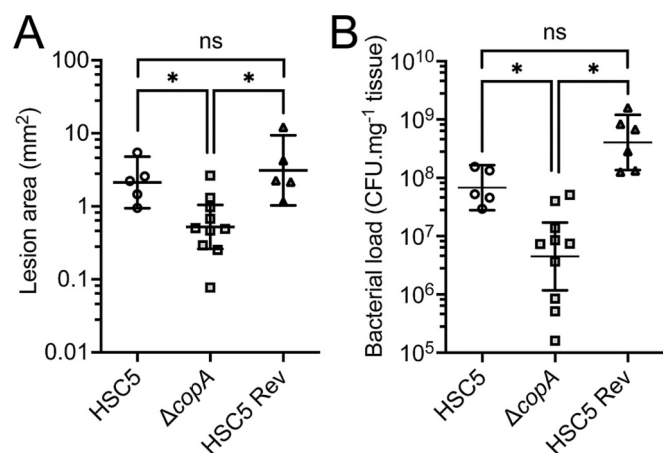 A
ns
*
*
Lesion area (mm²)
100
10
1
0.1
0.01
HSC5
ΔcopA
HSC5 Rev
B
ns
*
*
Bacterial load (CFU.mg⁻¹ tissue)
10¹⁰
10⁹
10⁸
10⁷
10⁶
10⁵
HSC5
ΔcopA
HSC5 Rev